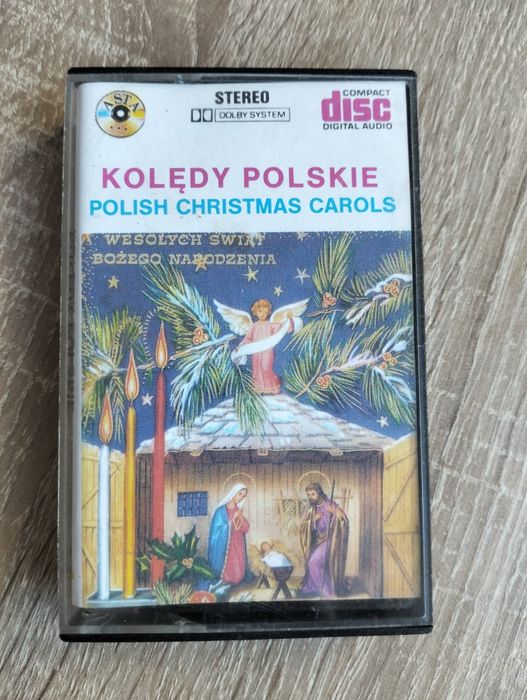 ASTA
STEREO
DOLBY SYSTEM
COMPACT
disc
DIGITAL AUDIO
KOLĘDY POLSKIE
POLISH CHRISTMAS CAROLS
WESOŁYCH ŚWIĄT
BOŻEGO NARODZENIA